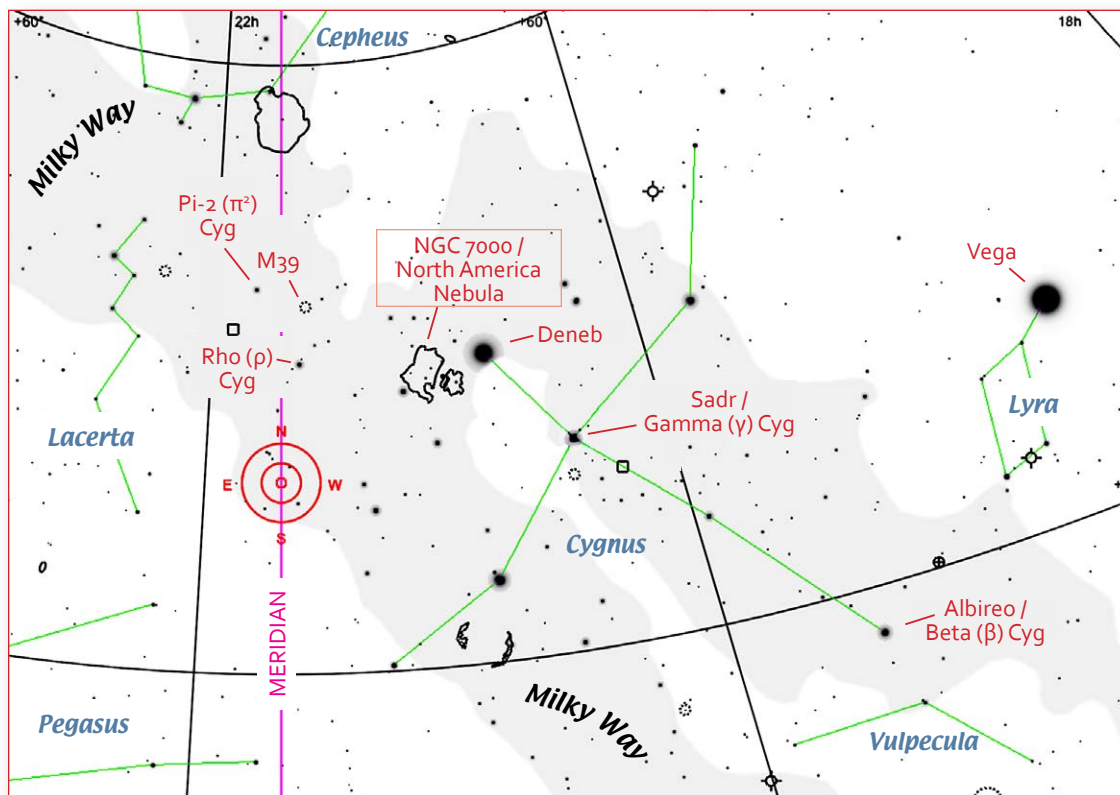 +60°
22h
+60°
18h
Cepheus
Milky Way
Pi-2 (π²)
Cyg
M39
NGC 7000 /
North America
Nebula
Vega
Deneb
Rho (ρ)
Cyg
Sadr /
Gamma (γ) Cyg
Lyra
Lacerta
N
E
W
S
Cygnus
MERIDIAN
Albireo /
Beta (β) Cyg
Milky Way
Pegasus
Vulpecula